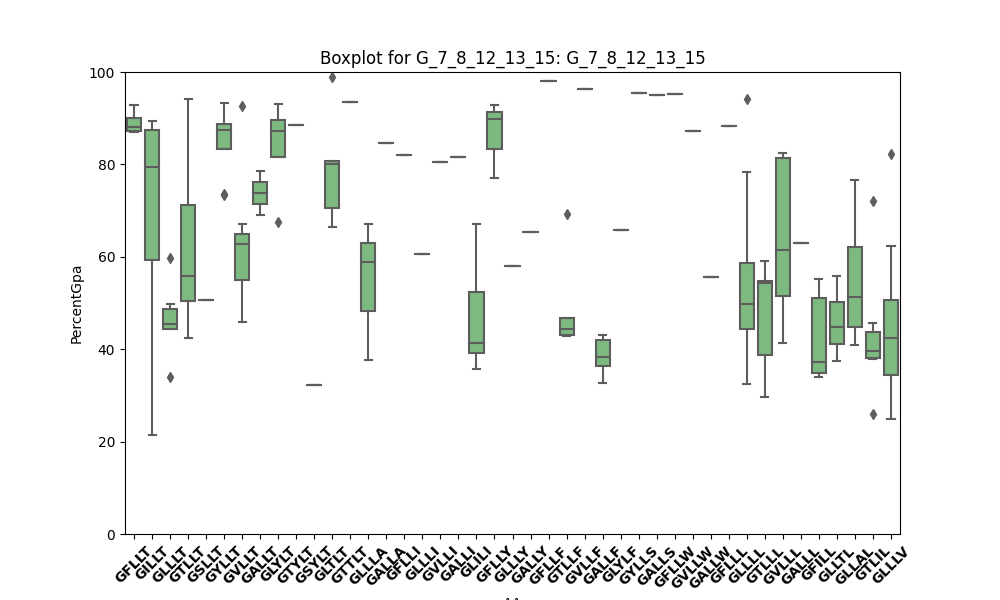 Boxplot for G_7_8_12_13_15: G_7_8_12_13_15
PercentGpa
100
80
60
40
20
0
GFLLT
GILLT
GLLLT
GTLLT
GSLLT
GYLLT
GVLLT
GALLT
GLYLT
GTYLT
GSYLT
GLTLT
GTTLT
GLLLA
GALLA
GFLLI
GLLLI
GVLLI
GALLI
GLILI
GFLLY
GLLLY
GALLY
GFLLF
GTLLF
GVLLF
GALLF
GLYLF
GYLLS
GALLS
GFLLW
GVLLW
GALLW
GFLLL
GLLLL
GTLLL
GVLLL
GALLL
GFILL
GLLTL
GLLAL
GTLIL
GLLLV